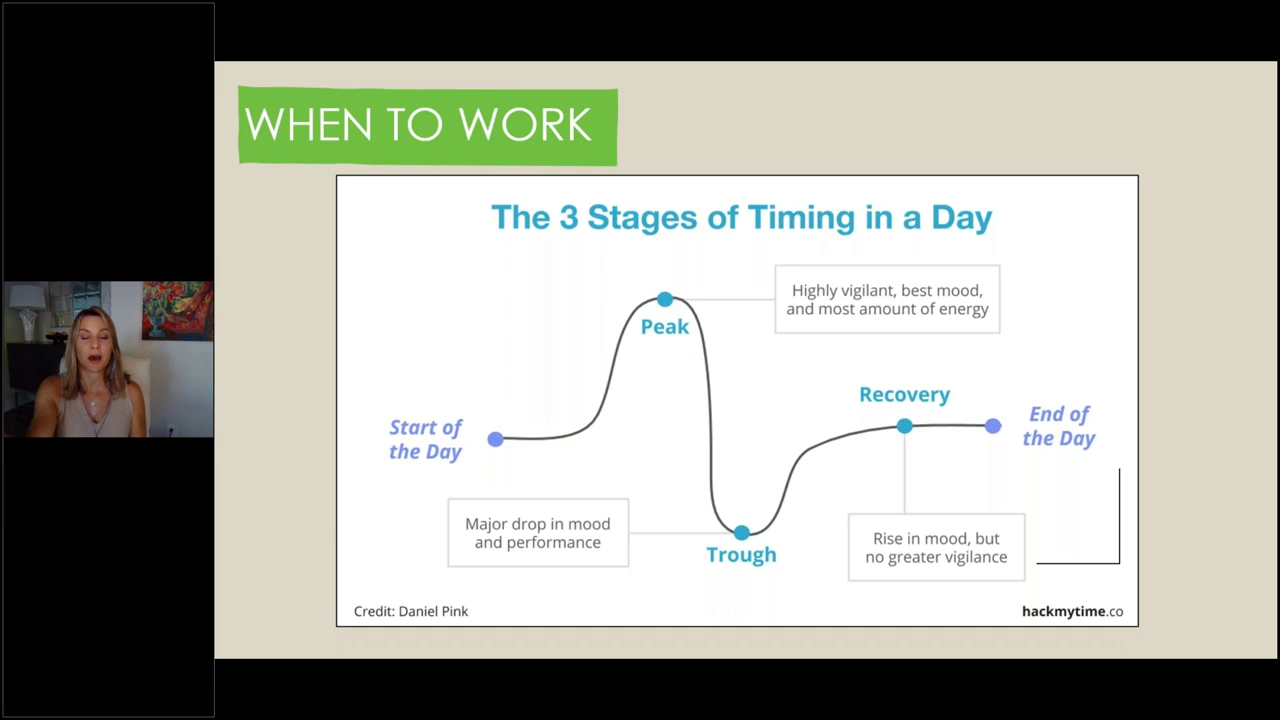 WHEN TO WORK
The 3 Stages of Timing in a Day
Highly vigilant, best mood,
and most amount of energy
Peak
Recovery
Start of
the Day
End of
the Day
Major drop in mood
and performance
Trough
Rise in mood, but
no greater vigilance
Credit: Daniel Pink
hackmytime.co